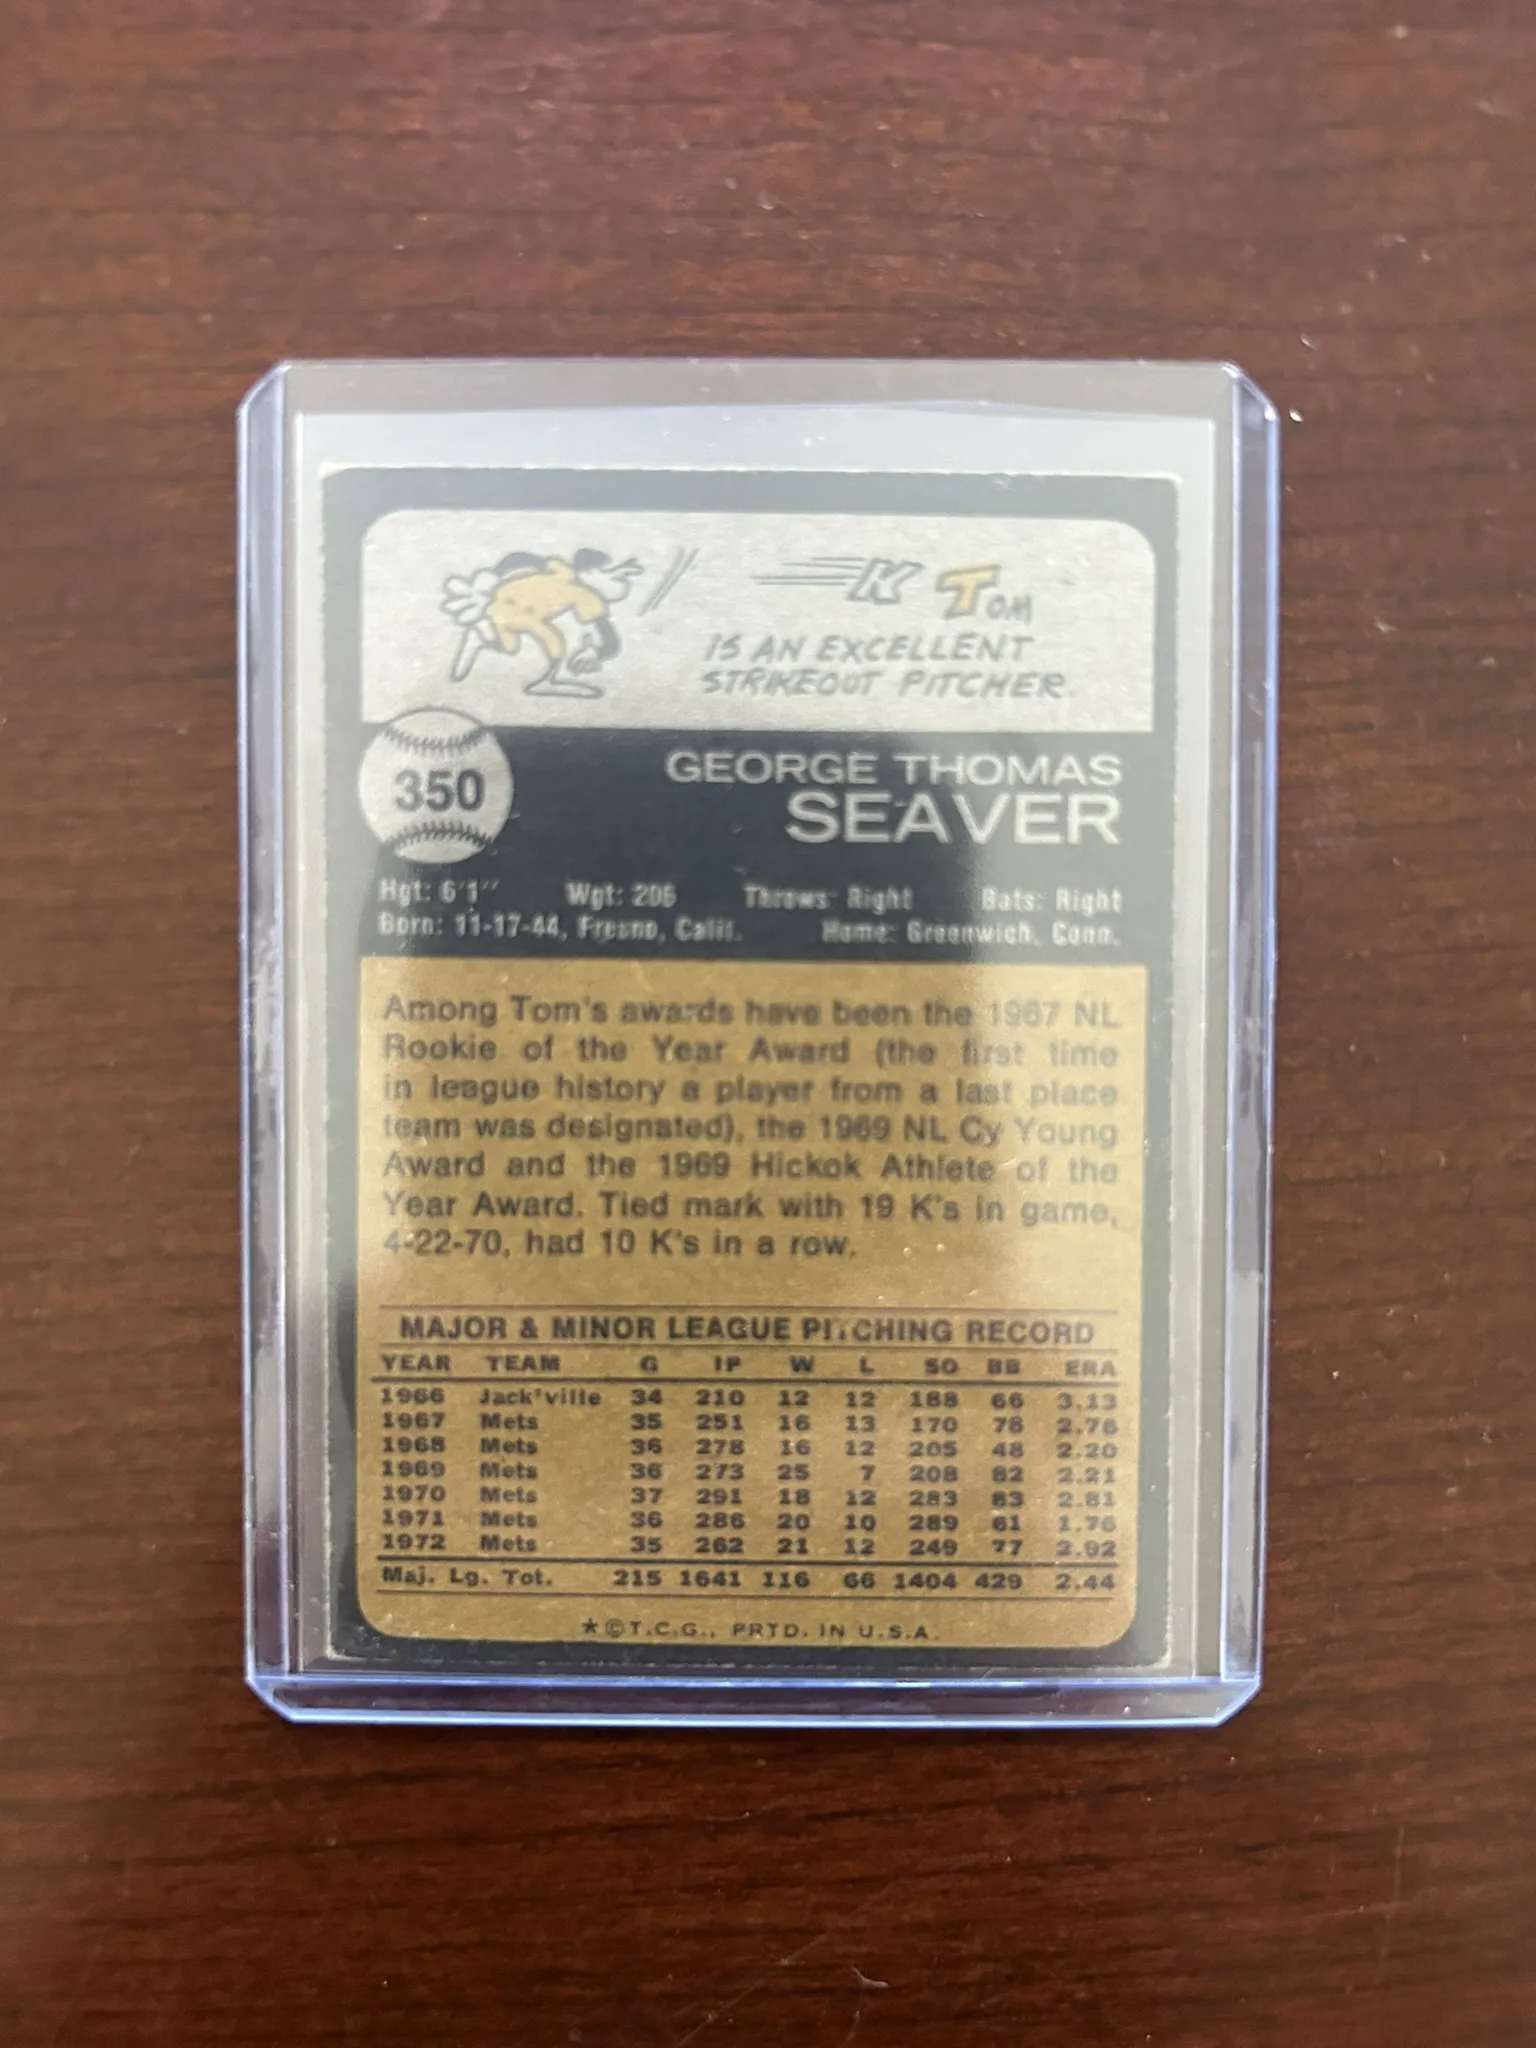 K TOM
IS AN EXCELLENT
STRIKEOUT PITCHER.
350
GEORGE THOMAS
SEAVER
Hgt: 6'1" Wgt: 206 Throws: Right Bats: Right
Born: 11-17-44, Fresno, Calif. Home: Greenwich, Conn.
Among Tom's awards have been the 1967 NL
Rookie of the Year Award (the first time
in league history a player from a last place
team was designated), the 1969 NL Cy Young
Award and the 1969 Hickok Athlete of the
Year Award. Tied mark with 19 K's in game,
4-22-70, had 10 K's in a row.
MAJOR & MINOR LEAGUE PITCHING RECORD
YEAR TEAM G IP W L SO BB ERA
1966 Jack'ville 34 210 12 12 188 66 3.13
1967 Mets 35 251 16 13 170 78 2.76
1968 Mets 36 278 16 12 205 48 2.20
1969 Mets 36 273 25 7 208 82 2.21
1970 Mets 37 291 18 12 283 83 2.81
1971 Mets 36 286 20 10 289 61 1.76
1972 Mets 35 262 21 12 249 77 2.92
Maj. Lg. Tot. 215 1641 116 66 1404 429 2.44
*©T.C.G., PRTD. IN U.S.A.